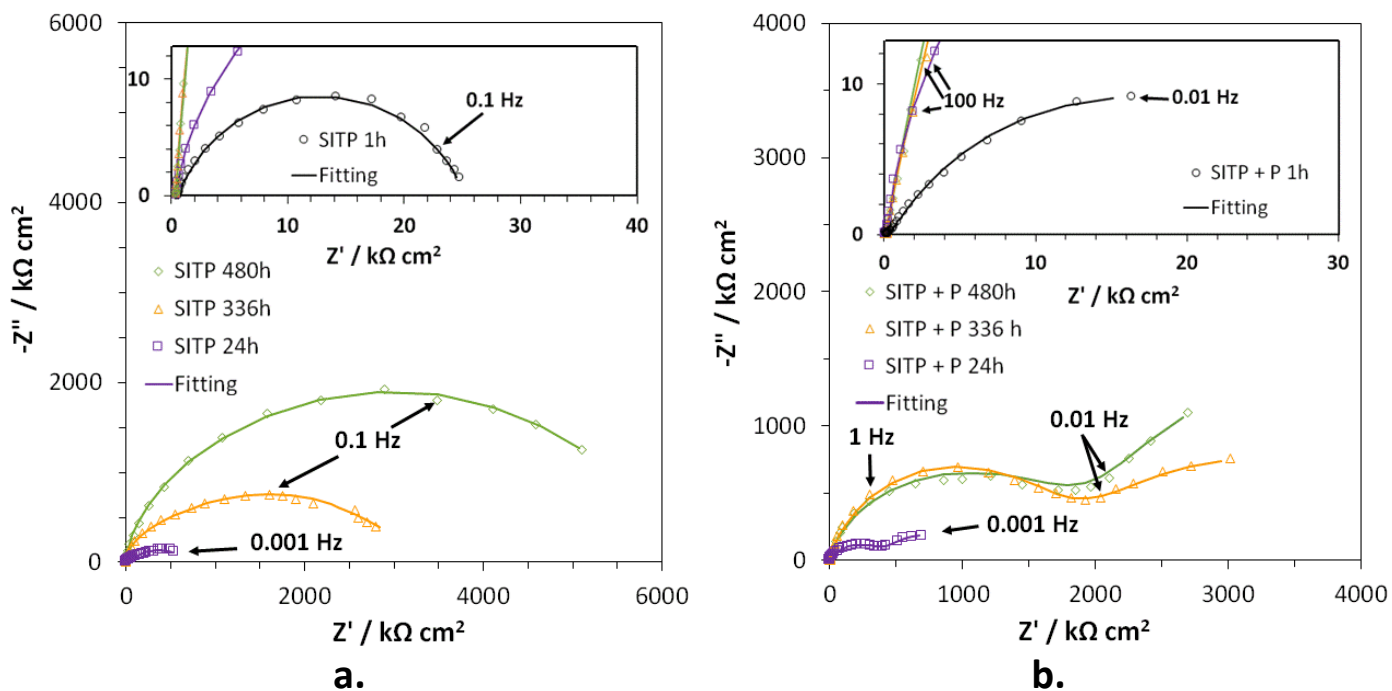 6000
4000
2000
0
-Z" / kΩ cm²
10
0
0.1 Hz
SITP 1h
Fitting
0
10
20
30
40
Z' / kΩ cm²
SITP 480h
SITP 336h
SITP 24h
Fitting
0.1 Hz
0.001 Hz
0
2000
4000
6000
Z' / kΩ cm²
a.
4000
3000
2000
1000
0
-Z" / kΩ cm²
10
0
100 Hz
0.01 Hz
SITP + P 1h
Fitting
0
10
20
30
Z' / kΩ cm²
SITP + P 480h
SITP + P 336 h
SITP + P 24h
Fitting
1 Hz
0.01 Hz
0.001 Hz
0
1000
2000
3000
4000
Z' / kΩ cm²
b.